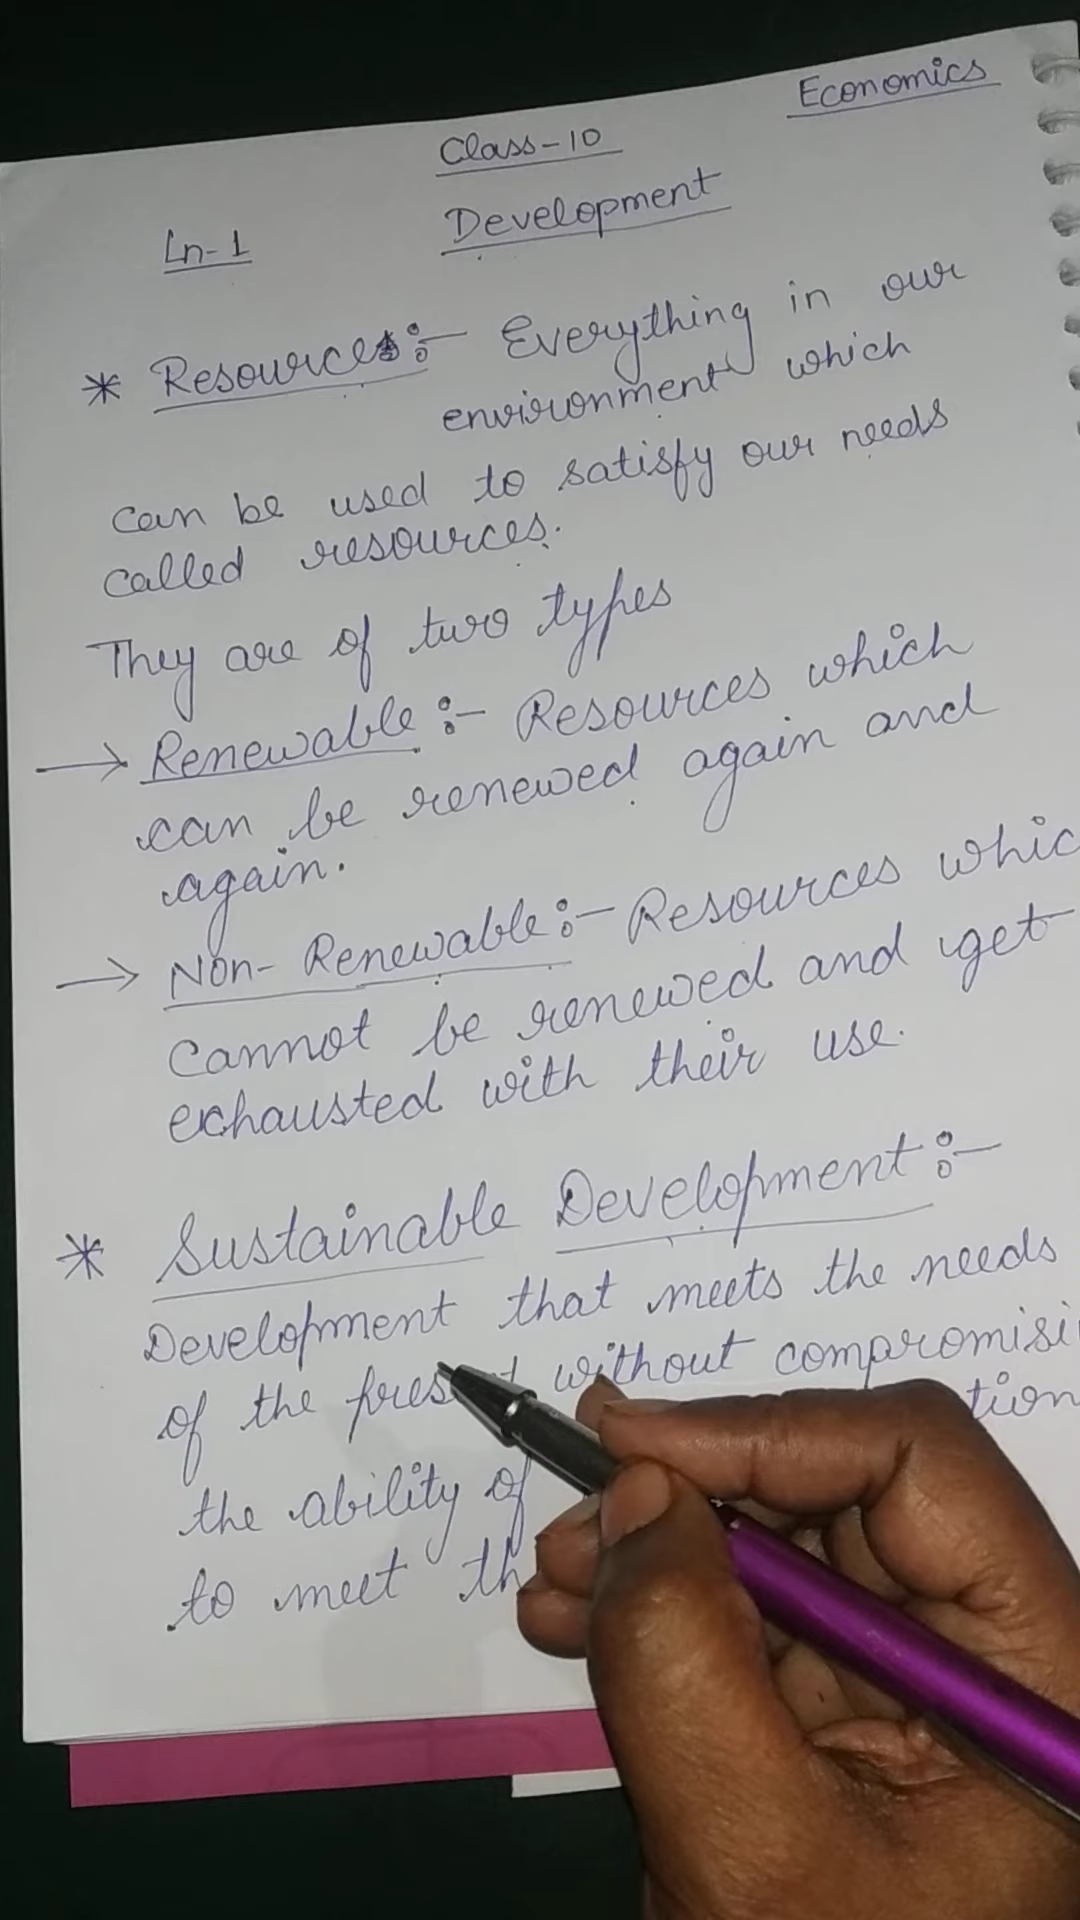 Economics
Class-10
Ln-1 Development
* Resources:- Everything in our
environment which
can be used to satisfy our needs
called resources.
They are of two types
→ Renewable:- Resources which
can be renewed again and
again.
→ Non-Renewable:- Resources whic
cannot be renewed and get
exhausted with their use.
* Sustainable Development:-
Development that meets the needs
of the without compromisi
the ability of tion
to meet